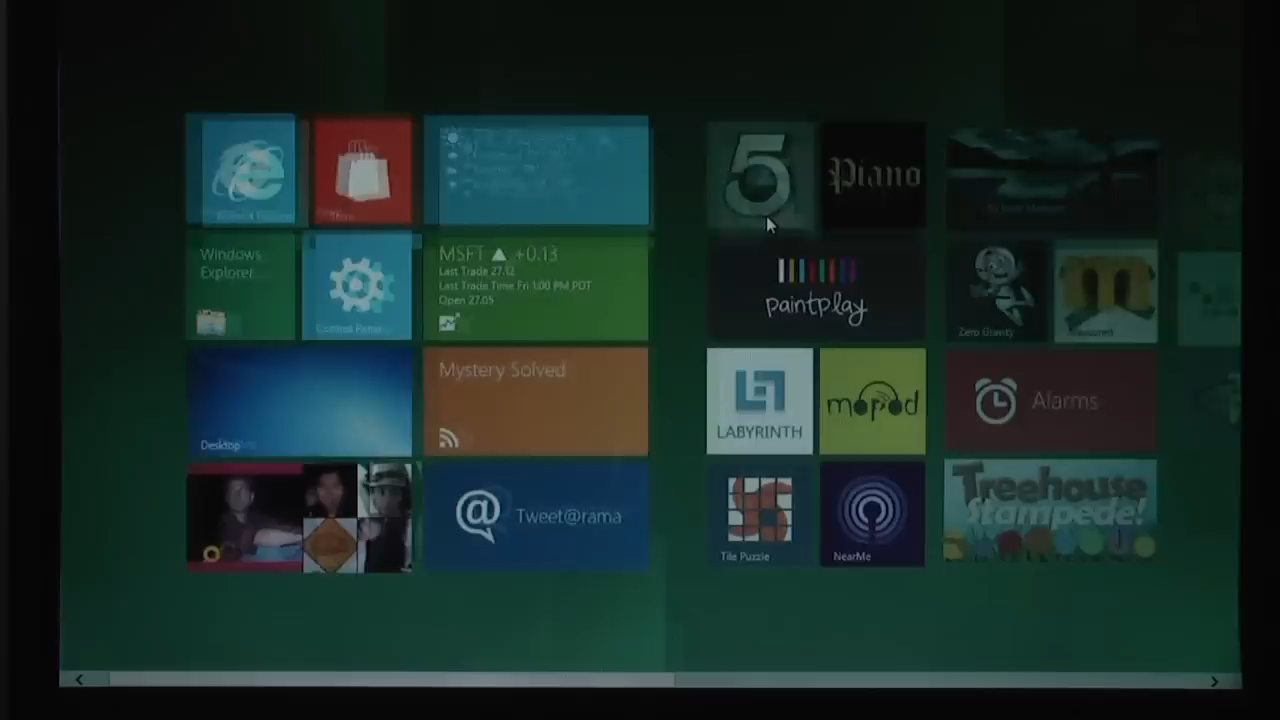 Store
Windows
Explorer
MSFT ▲ +0.13
Last Trade 27.12
Last Trade Time Fri 1:00 PM PDT
Open 27.05
Desktop
Mystery Solved
@
Tweet@rama
5
Piano
paintplay
Zero Gravity
LABYRINTH
mopod
Alarms
Tile Puzzle
NearMe
Treehouse
Stampede!